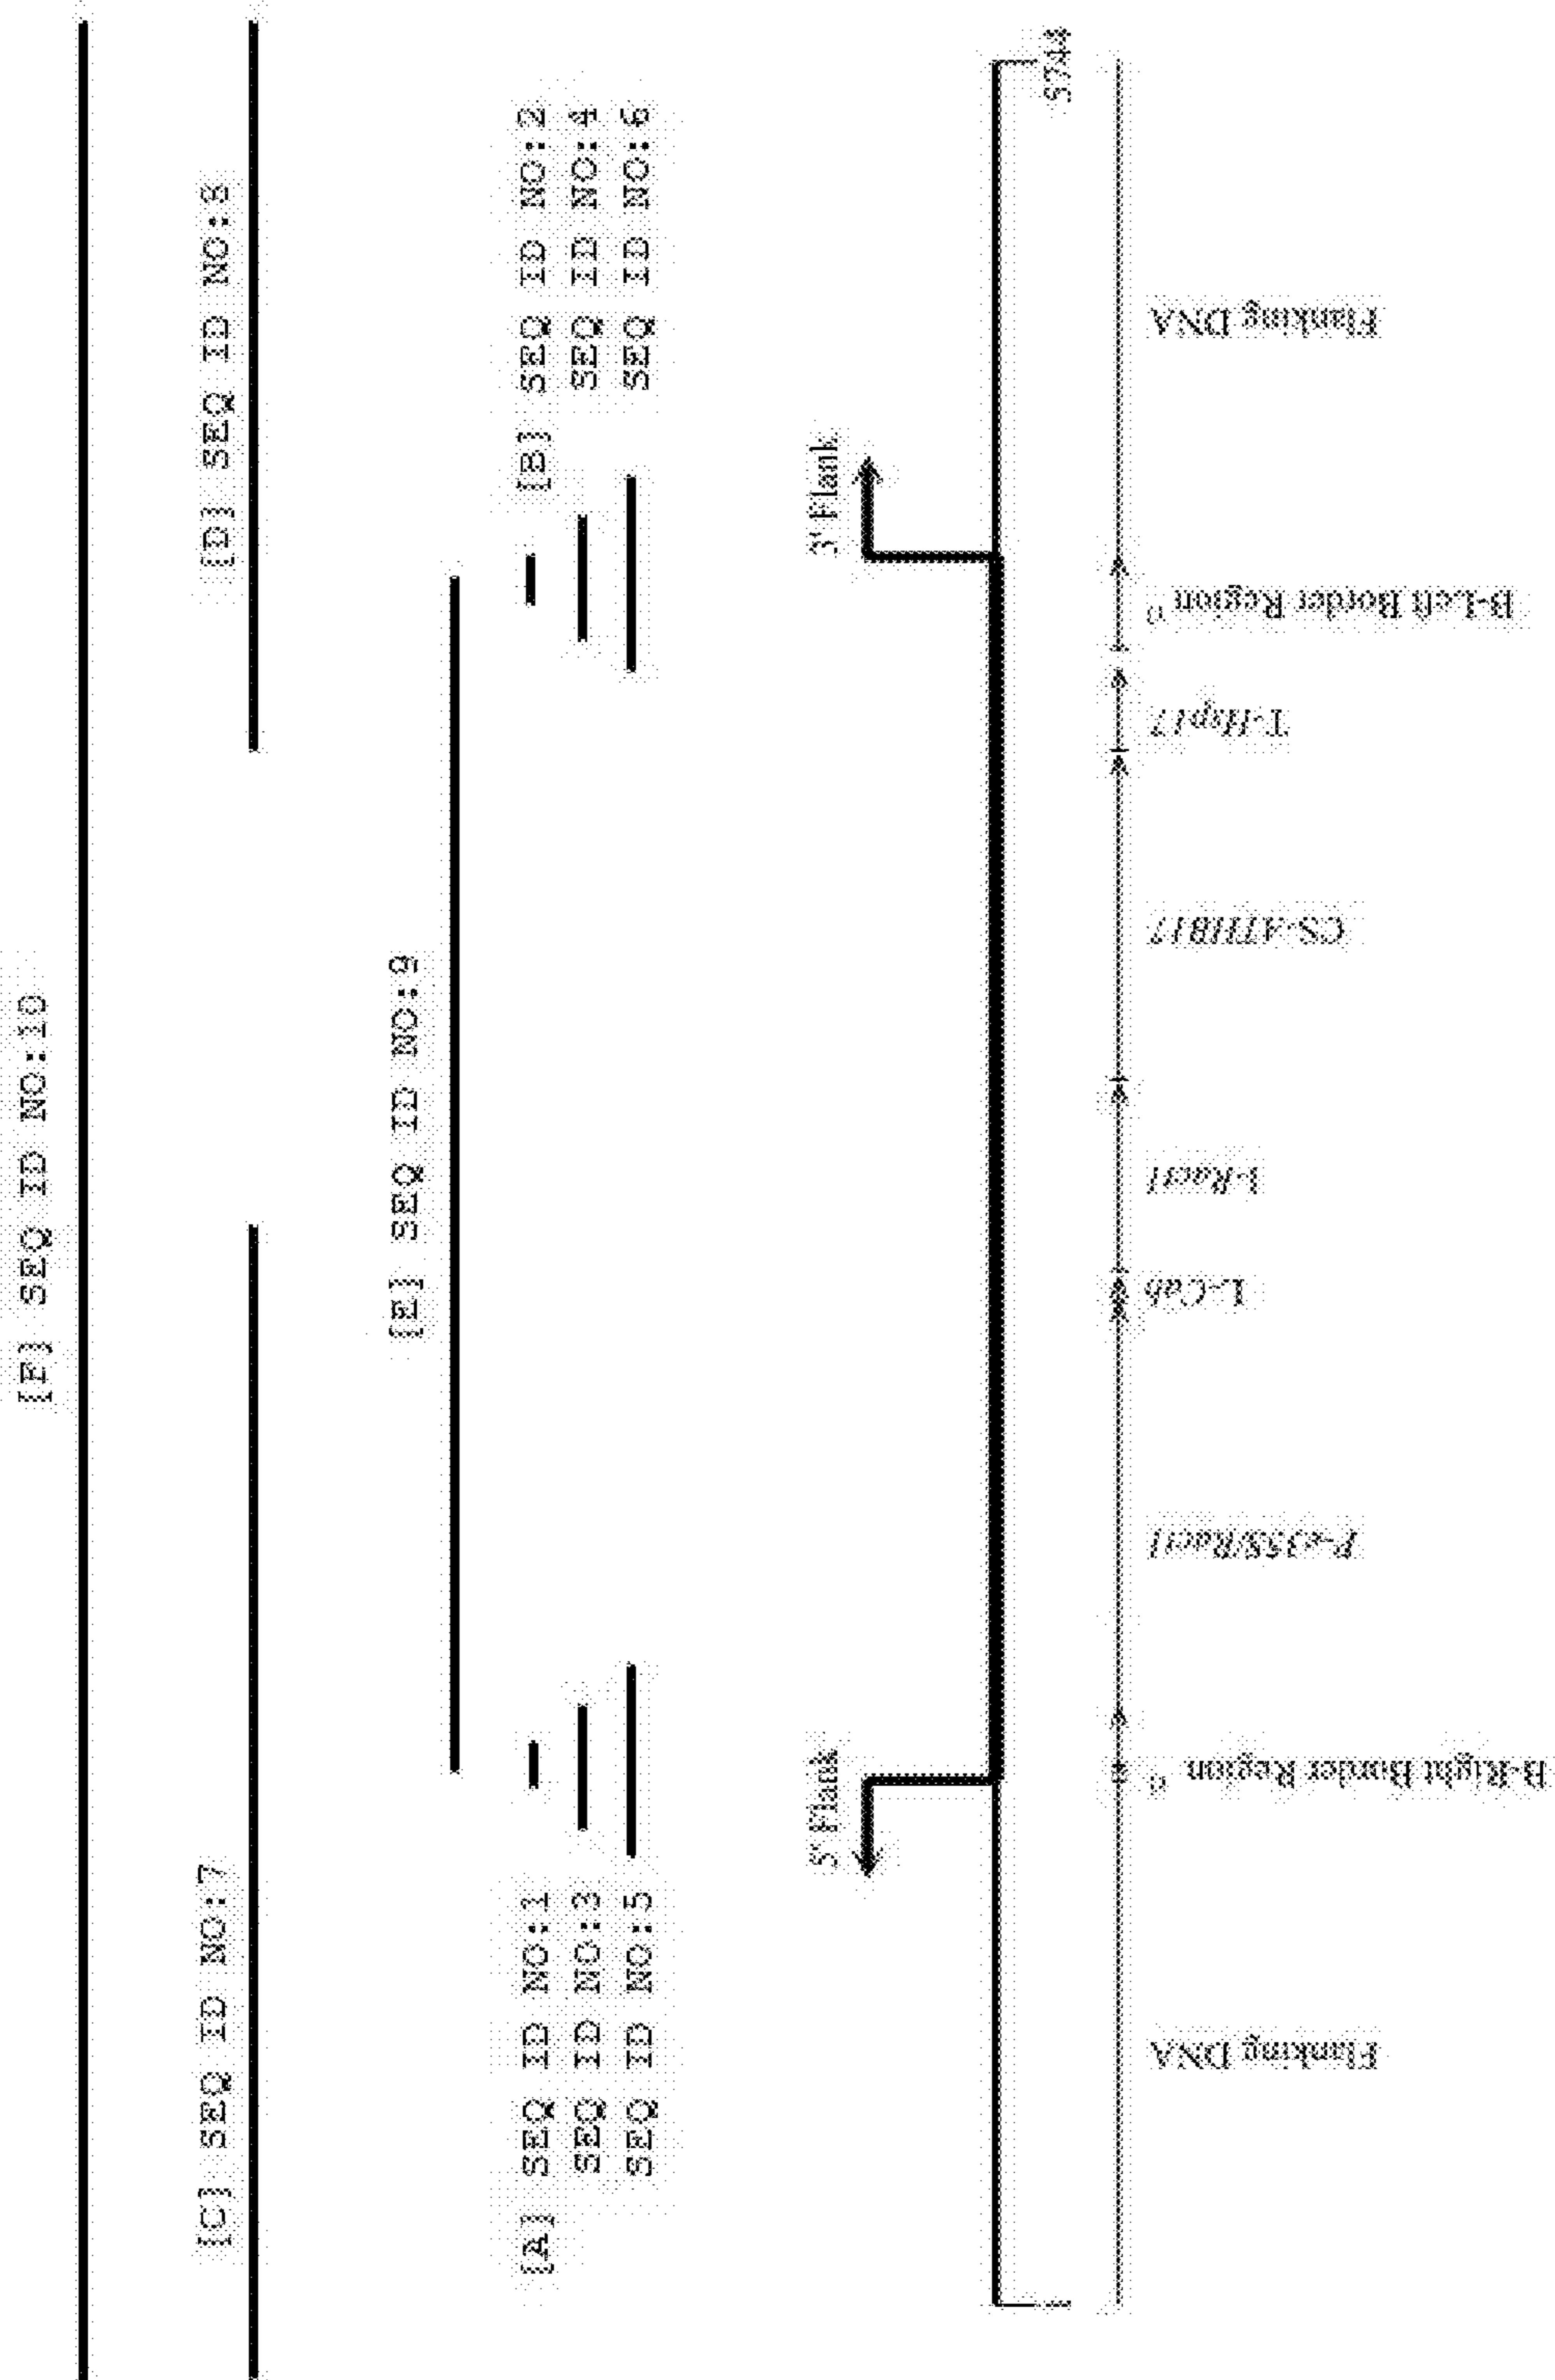 [F] SEQ ID NO:10
[C] SEQ ID NO:7
[D] SEQ ID NO:8
[E] SEQ ID NO:9
[A] SEQ ID NO:1
SEQ ID NO:3
SEQ ID NO:5
[B] SEQ ID NO:2
SEQ ID NO:4
SEQ ID NO:6
5' Flank
3' Flank
5744
Flanking DNA
B-Right Border Region
P-e35S/Ract1
L-Cab
I-Ract1
CS-ATHB17
T-Hsp17
B-Left Border Region
Flanking DNA